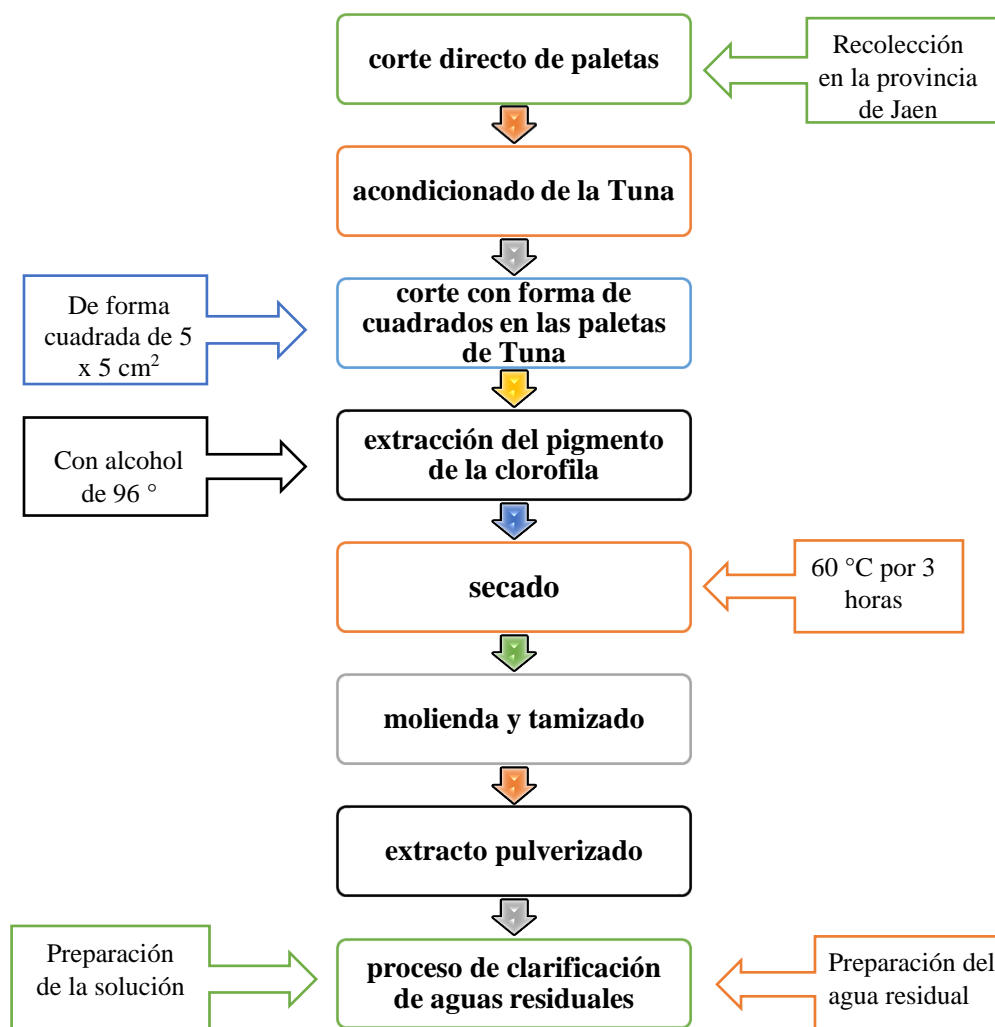 corte directo de paletas
Recolección
en la provincia
de Jaen
acondicionado de la Tuna
De forma
cuadrada de 5
x 5 cm²
corte con forma de
cuadrados en las paletas
de Tuna
Con alcohol
de 96 °
extracción del pigmento
de la clorofila
secado
60 °C por 3
horas
molienda y tamizado
extracto pulverizado
Preparación
de la solución
proceso de clarificación
de aguas residuales
Preparación del
agua residual